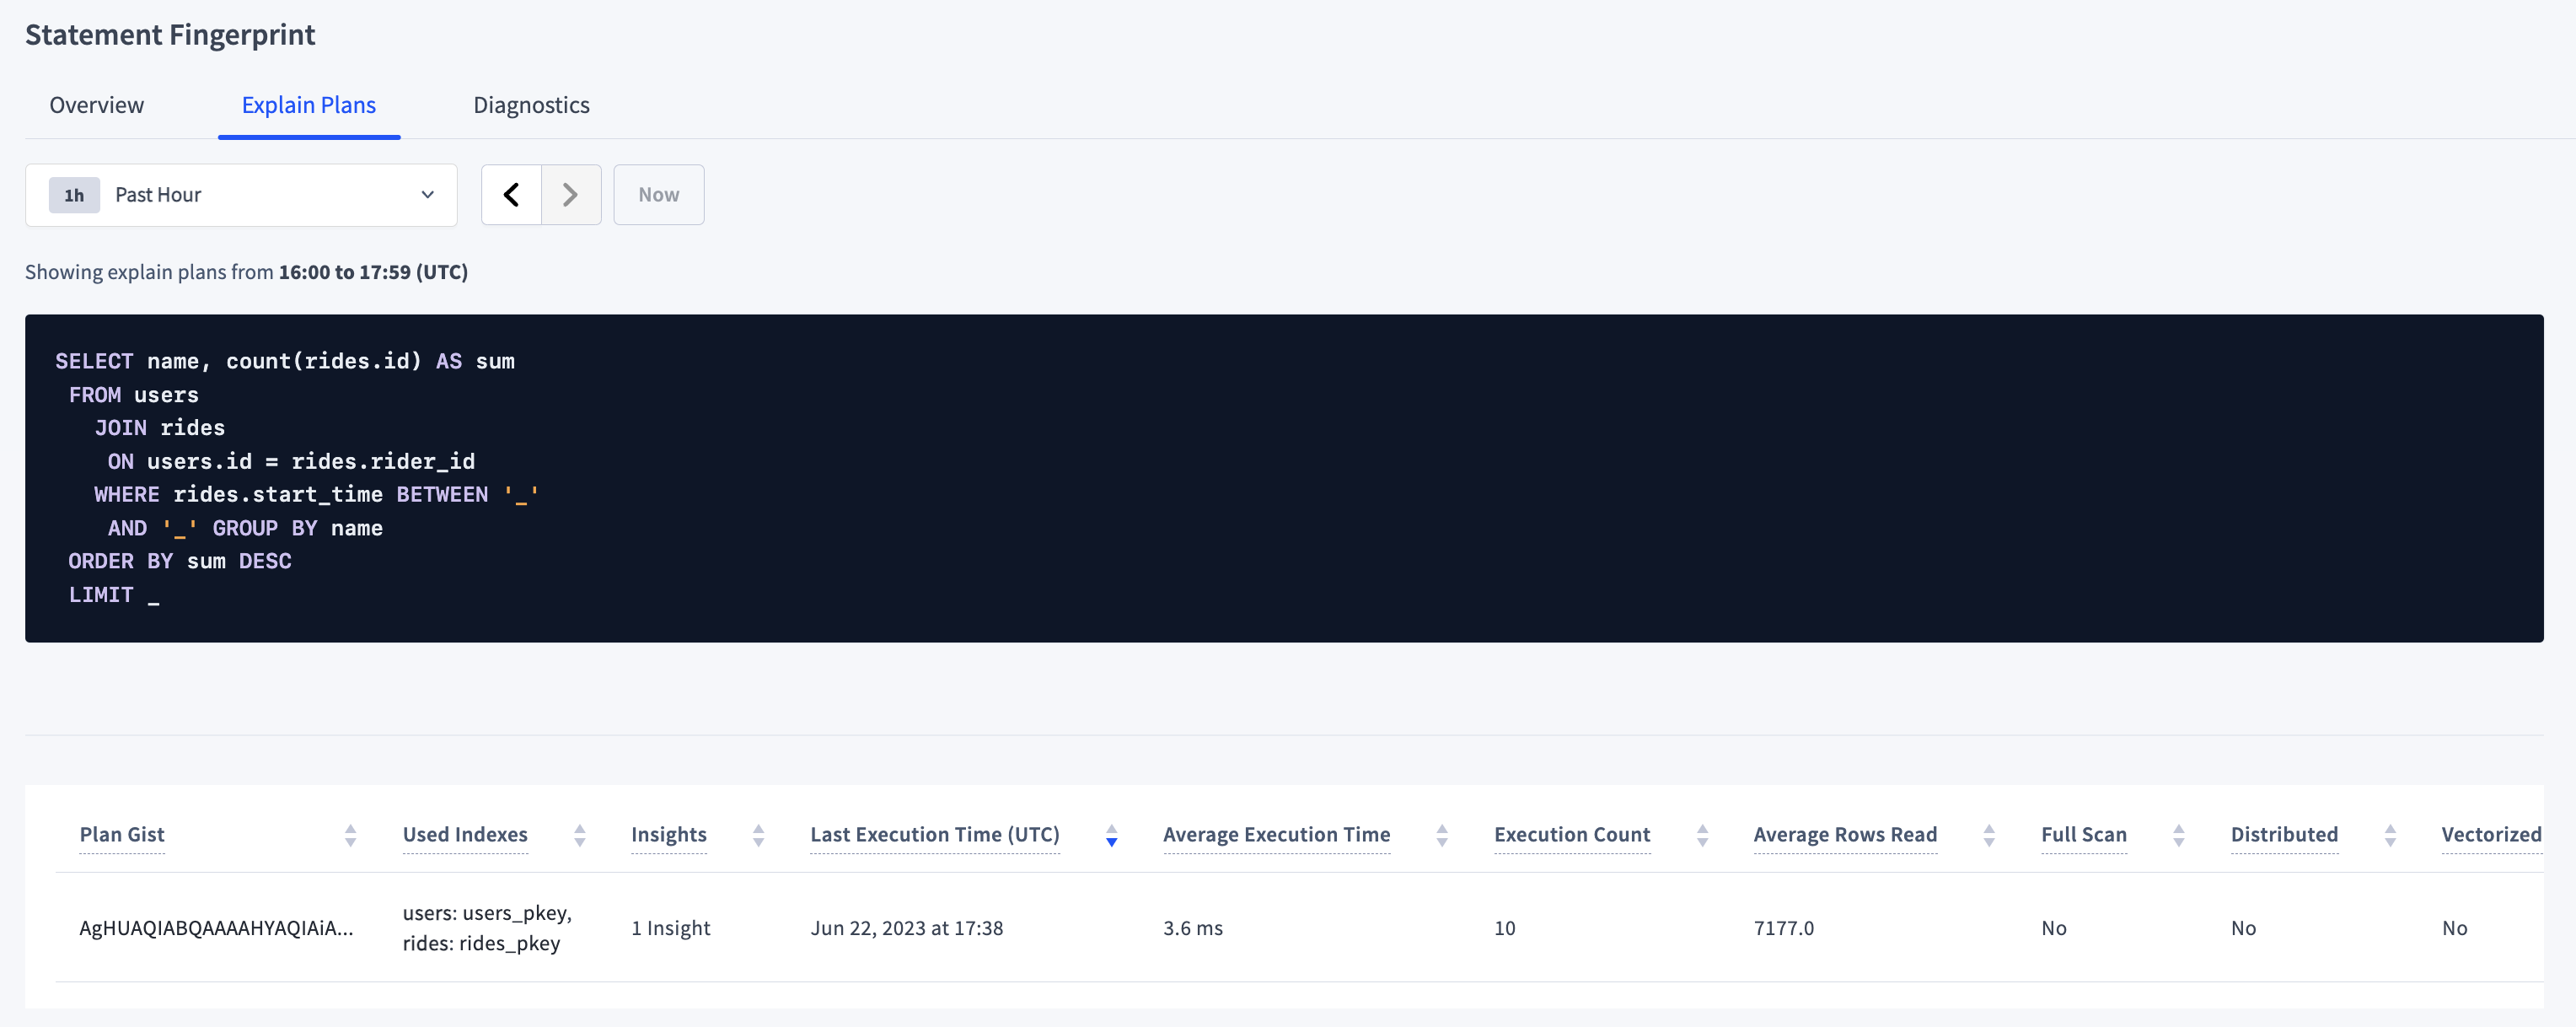 Statement Fingerprint
Overview Explain Plans Diagnostics
1h Past Hour Now
Showing explain plans from 16:00 to 17:59 (UTC)
SELECT name, count(rides.id) AS sum
FROM users
JOIN rides
ON users.id = rides.rider_id
WHERE rides.start_time BETWEEN '_'
AND '_' GROUP BY name
ORDER BY sum DESC
LIMIT _
Plan Gist Used Indexes Insights Last Execution Time (UTC) Average Execution Time Execution Count Average Rows Read Full Scan Distributed Vectorized
AgHUAQIABQAAAAHYAQIAiA... users: users_pkey, 1 Insight Jun 22, 2023 at 17:38 3.6 ms 10 7177.0 No No No
rides: rides_pkey